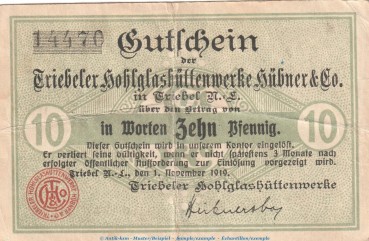 14470
Gutschein
der
Triebeler Hohlglashüttenwerke Hübner & Co.
in Triebel N.-L.
über den Betrag von
10 in Worten Zehn Pfennig. 10
Dieser Gutschein wird in unserem Kontor eingelöst.
Er verliert seine Gültigkeit, wenn er nicht spätestens 3 Monate nach
erfolgter öffentlicher Aufforderung zur Einlösung vorgezeigt wird.
Triebel N.-L., den 1. November 1919.
Triebeler Hohlglashüttenwerke